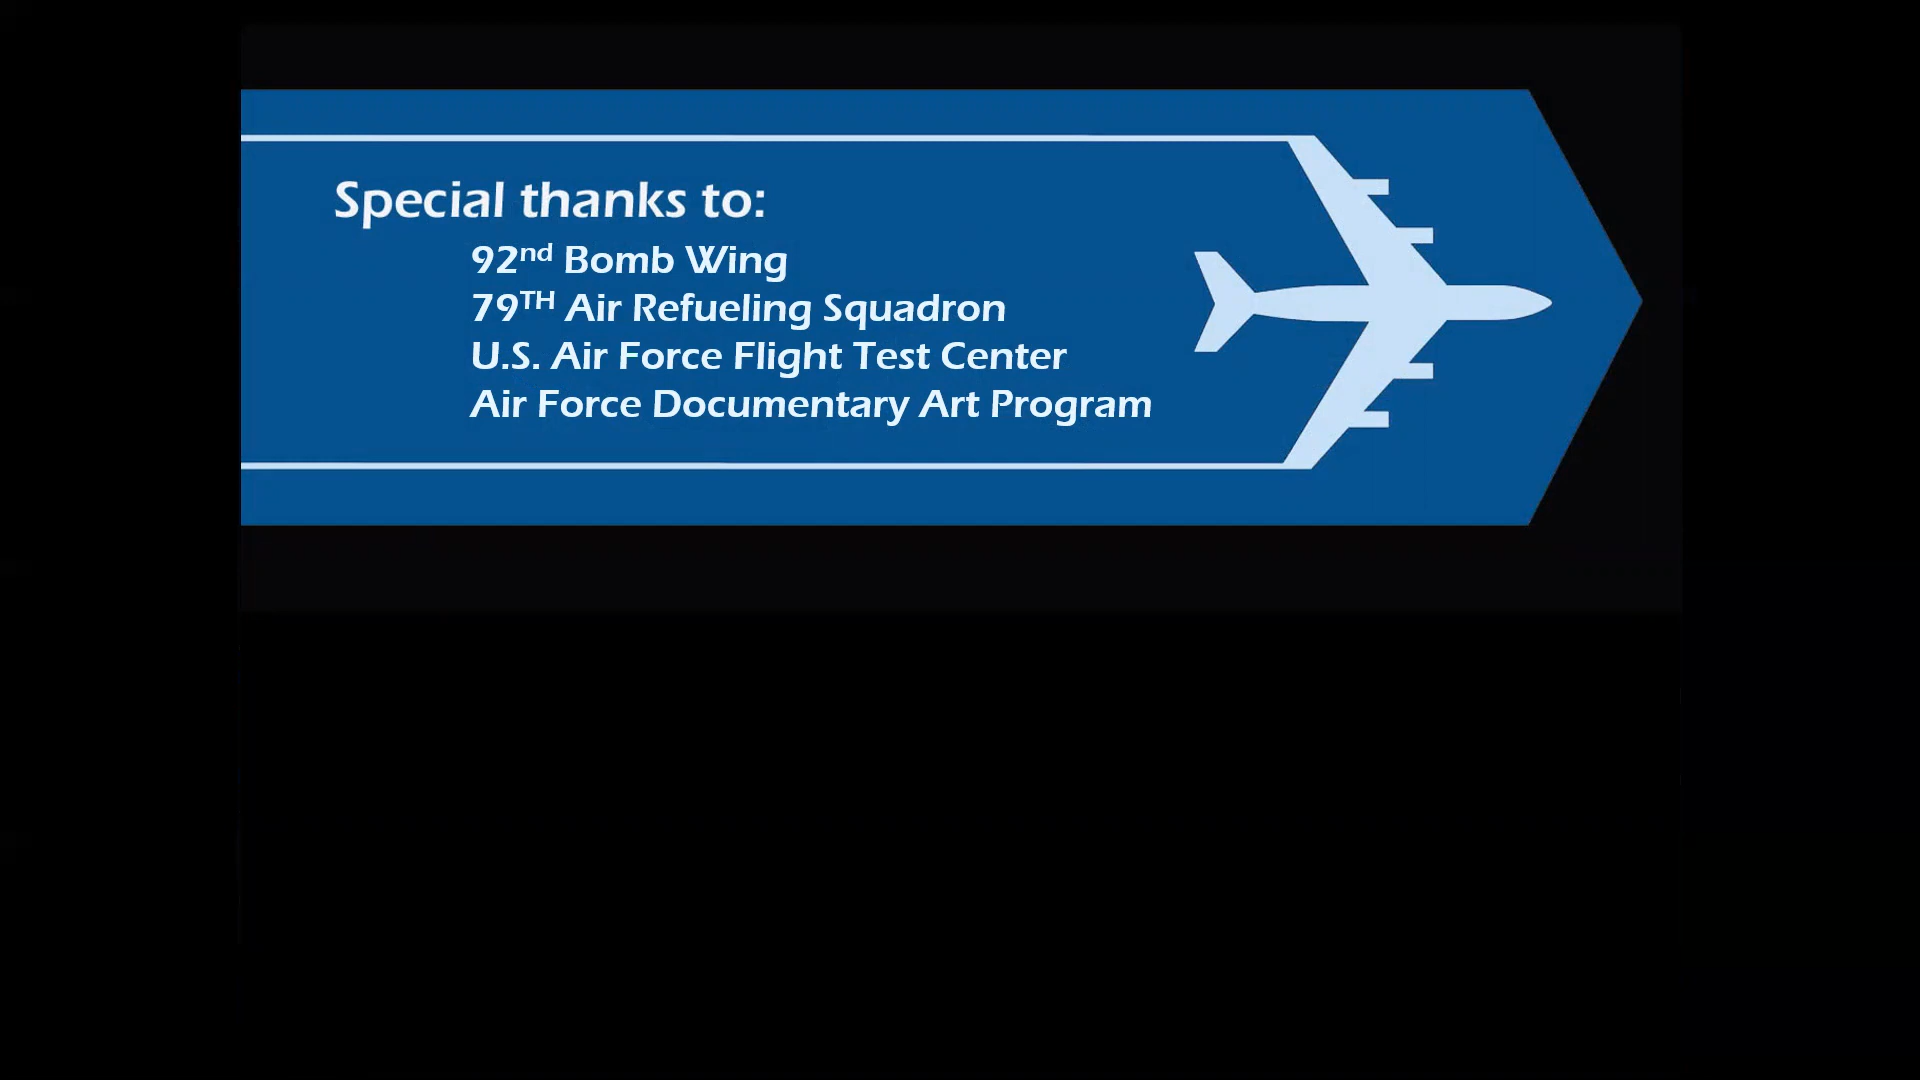 Special thanks to:
92nd Bomb Wing
79TH Air Refueling Squadron
U.S. Air Force Flight Test Center
Air Force Documentary Art Program